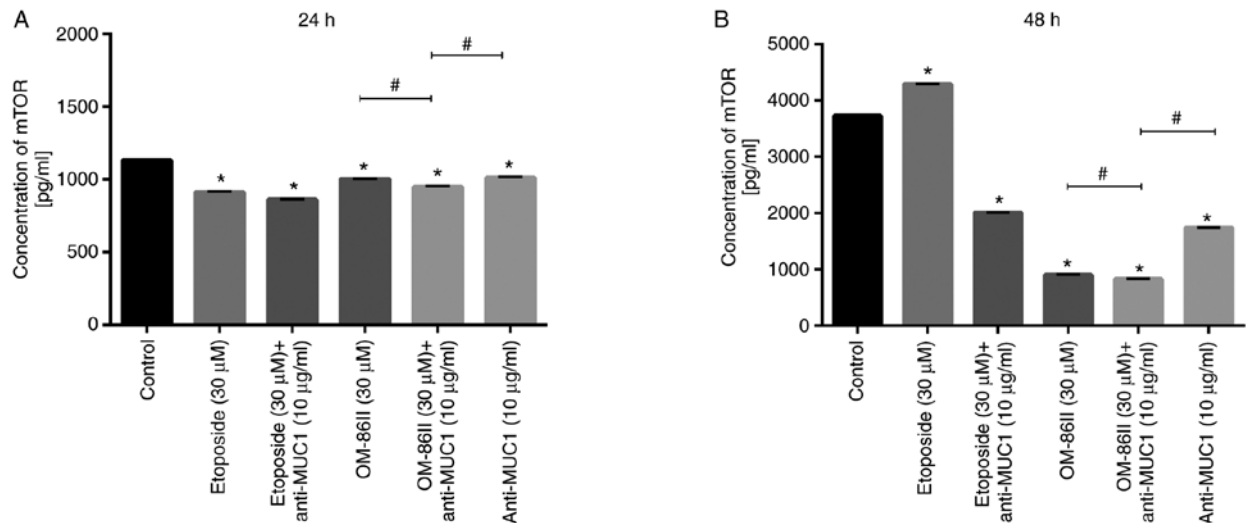 A
24 h
2000
1500
1000
500
0
Concentration of mTOR
[pg/ml]
#
#
*
*
*
*
*
Control
Etoposide (30 µM)
Etoposide (30 µM)+
anti-MUC1 (10 µg/ml)
OM-86II (30 µM)
OM-86II (30 µM)+
anti-MUC1 (10 µg/ml)
Anti-MUC1 (10 µg/ml)
B
48 h
5000
4000
3000
2000
1000
0
Concentration of mTOR
[pg/ml]
*
#
#
*
*
*
*
Control
Etoposide (30 µM)
Etoposide (30 µM)+
anti-MUC1 (10 µg/ml)
OM-86II (30 µM)
OM-86II (30 µM)+
anti-MUC1 (10 µg/ml)
Anti-MUC1 (10 µg/ml)